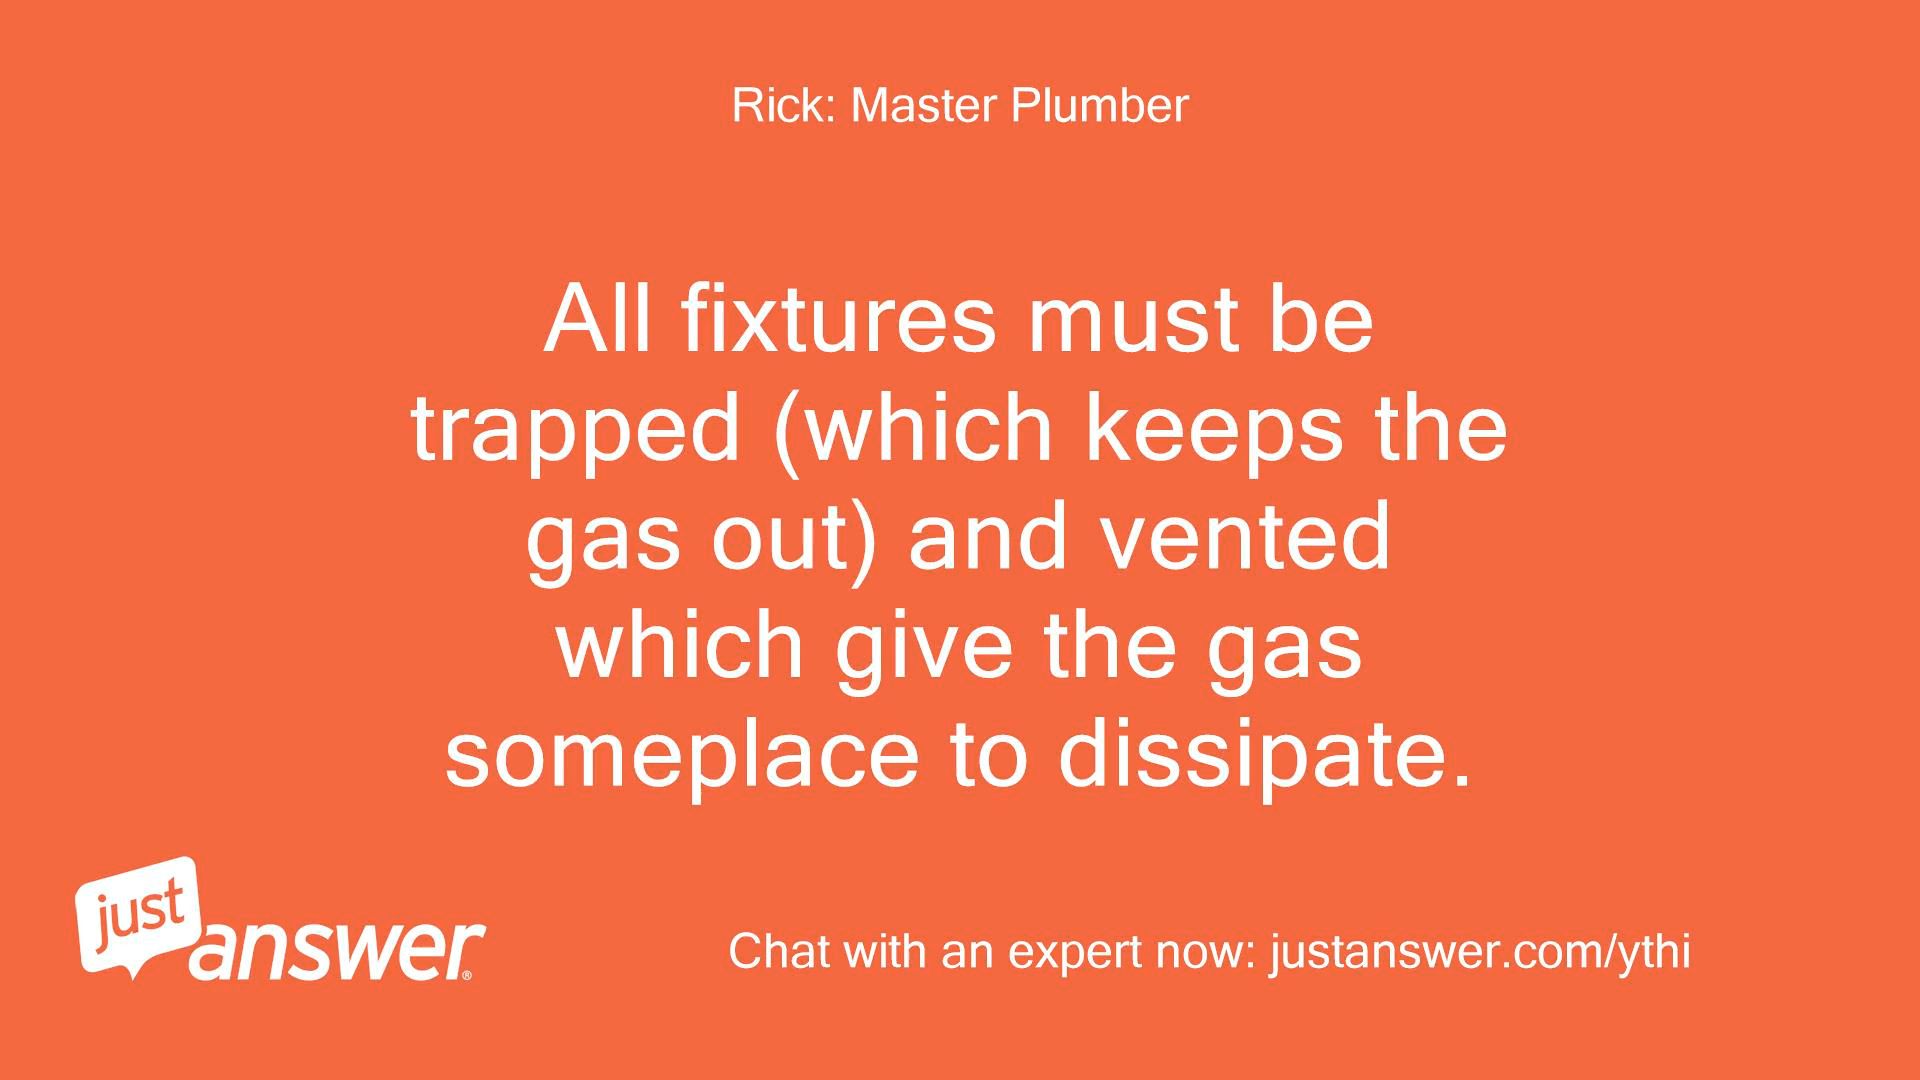 Rick: Master Plumber
All fixtures must be
trapped (which keeps the
gas out) and vented
which give the gas
someplace to dissipate.
just
answer®
Chat with an expert now: justanswer.com/ythi